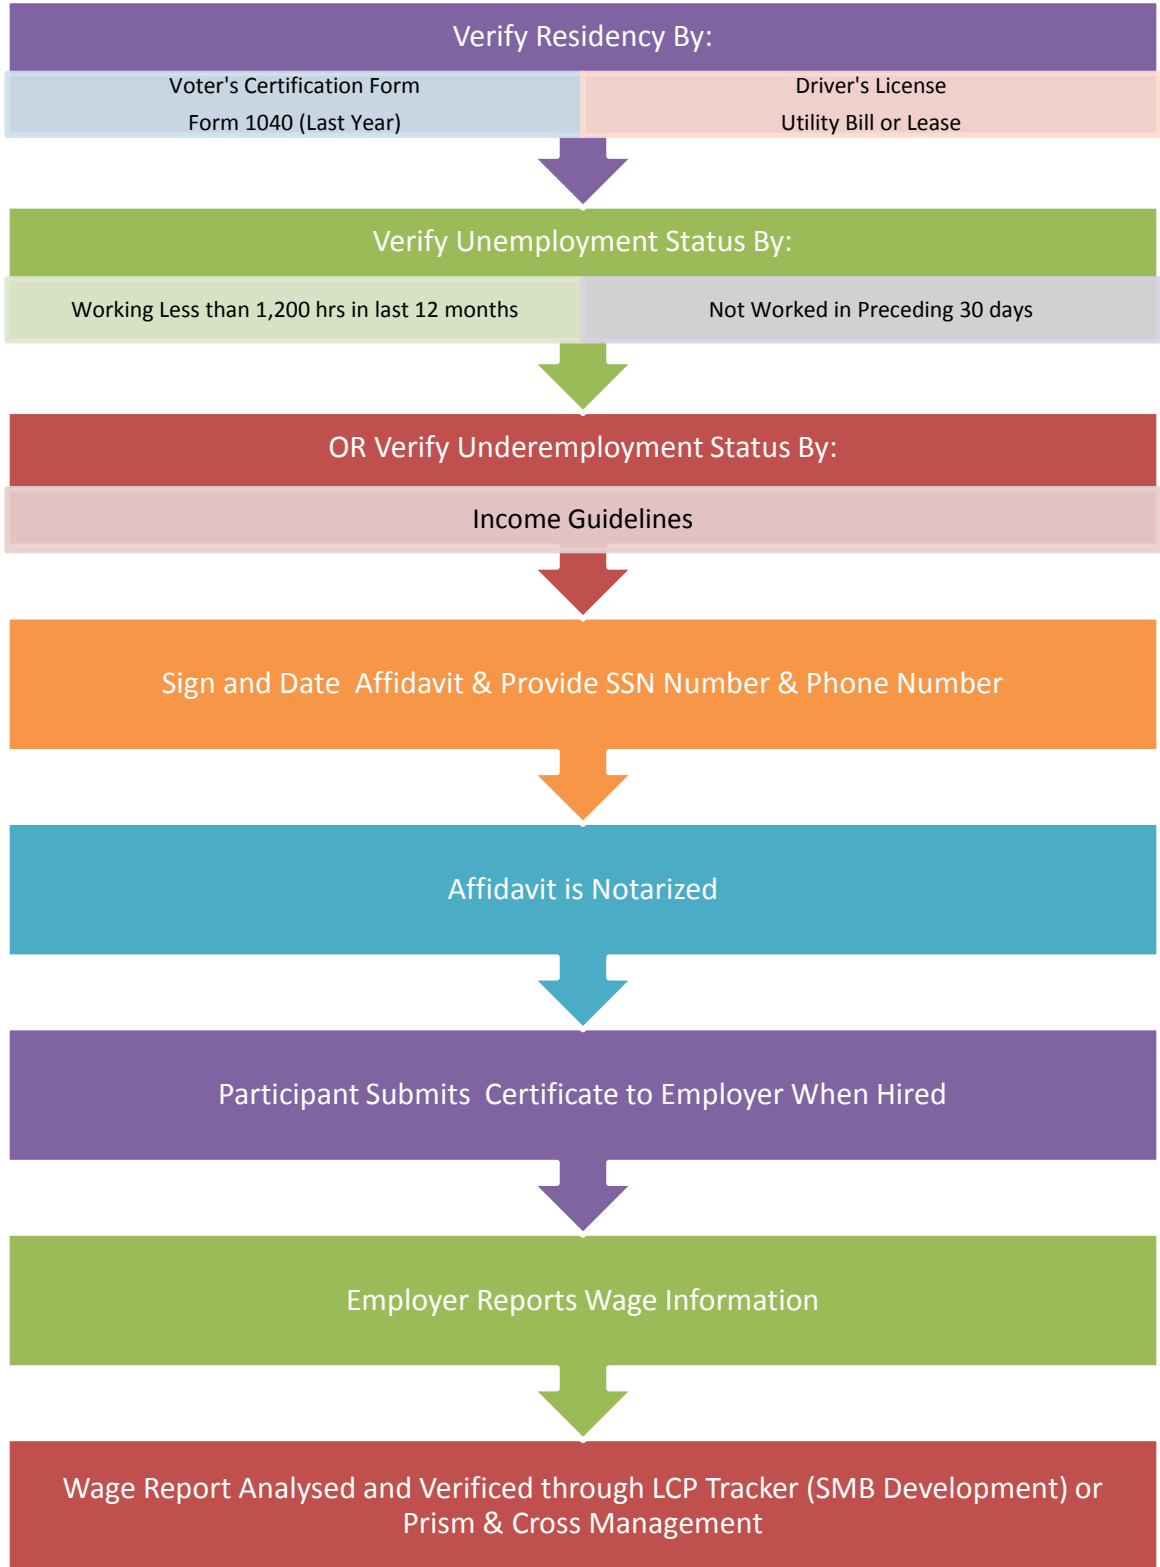 Verify Residency By:
Voter's Certification Form
Form 1040 (Last Year)
Driver's License
Utility Bill or Lease
Verify Unemployment Status By:
Working Less than 1,200 hrs in last 12 months
Not Worked in Preceding 30 days
OR Verify Underemployment Status By:
Income Guidelines
Sign and Date  Affidavit & Provide SSN Number & Phone Number
Affidavit is Notarized
Participant Submits  Certificate to Employer When Hired
Employer Reports Wage Information
Wage Report Analysed and Verificed through LCP Tracker (SMB Development) or
Prism & Cross Management